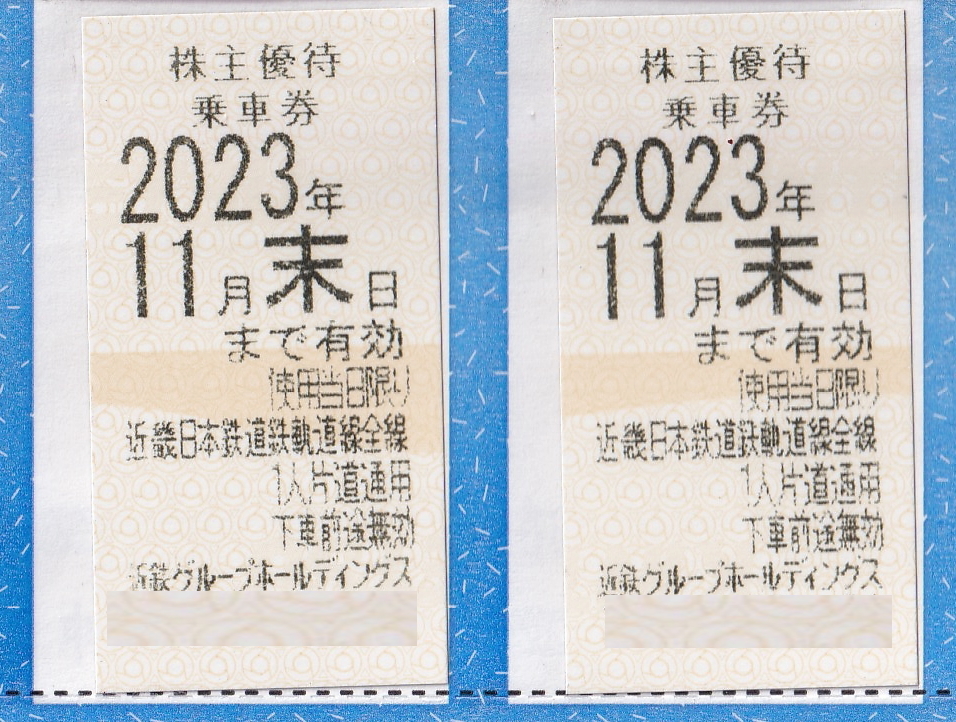 株主優待
乗車券
2023年
11月末日
まで有効
使用当日限り
近畿日本鉄道鉄軌道線全線
1人片道通用
下車前途無効
近鉄グループホールディングス
株主優待
乗車券
2023年
11月末日
まで有効
使用当日限り
近畿日本鉄道鉄軌道線全線
1人片道通用
下車前途無効
近鉄グループホールディングス